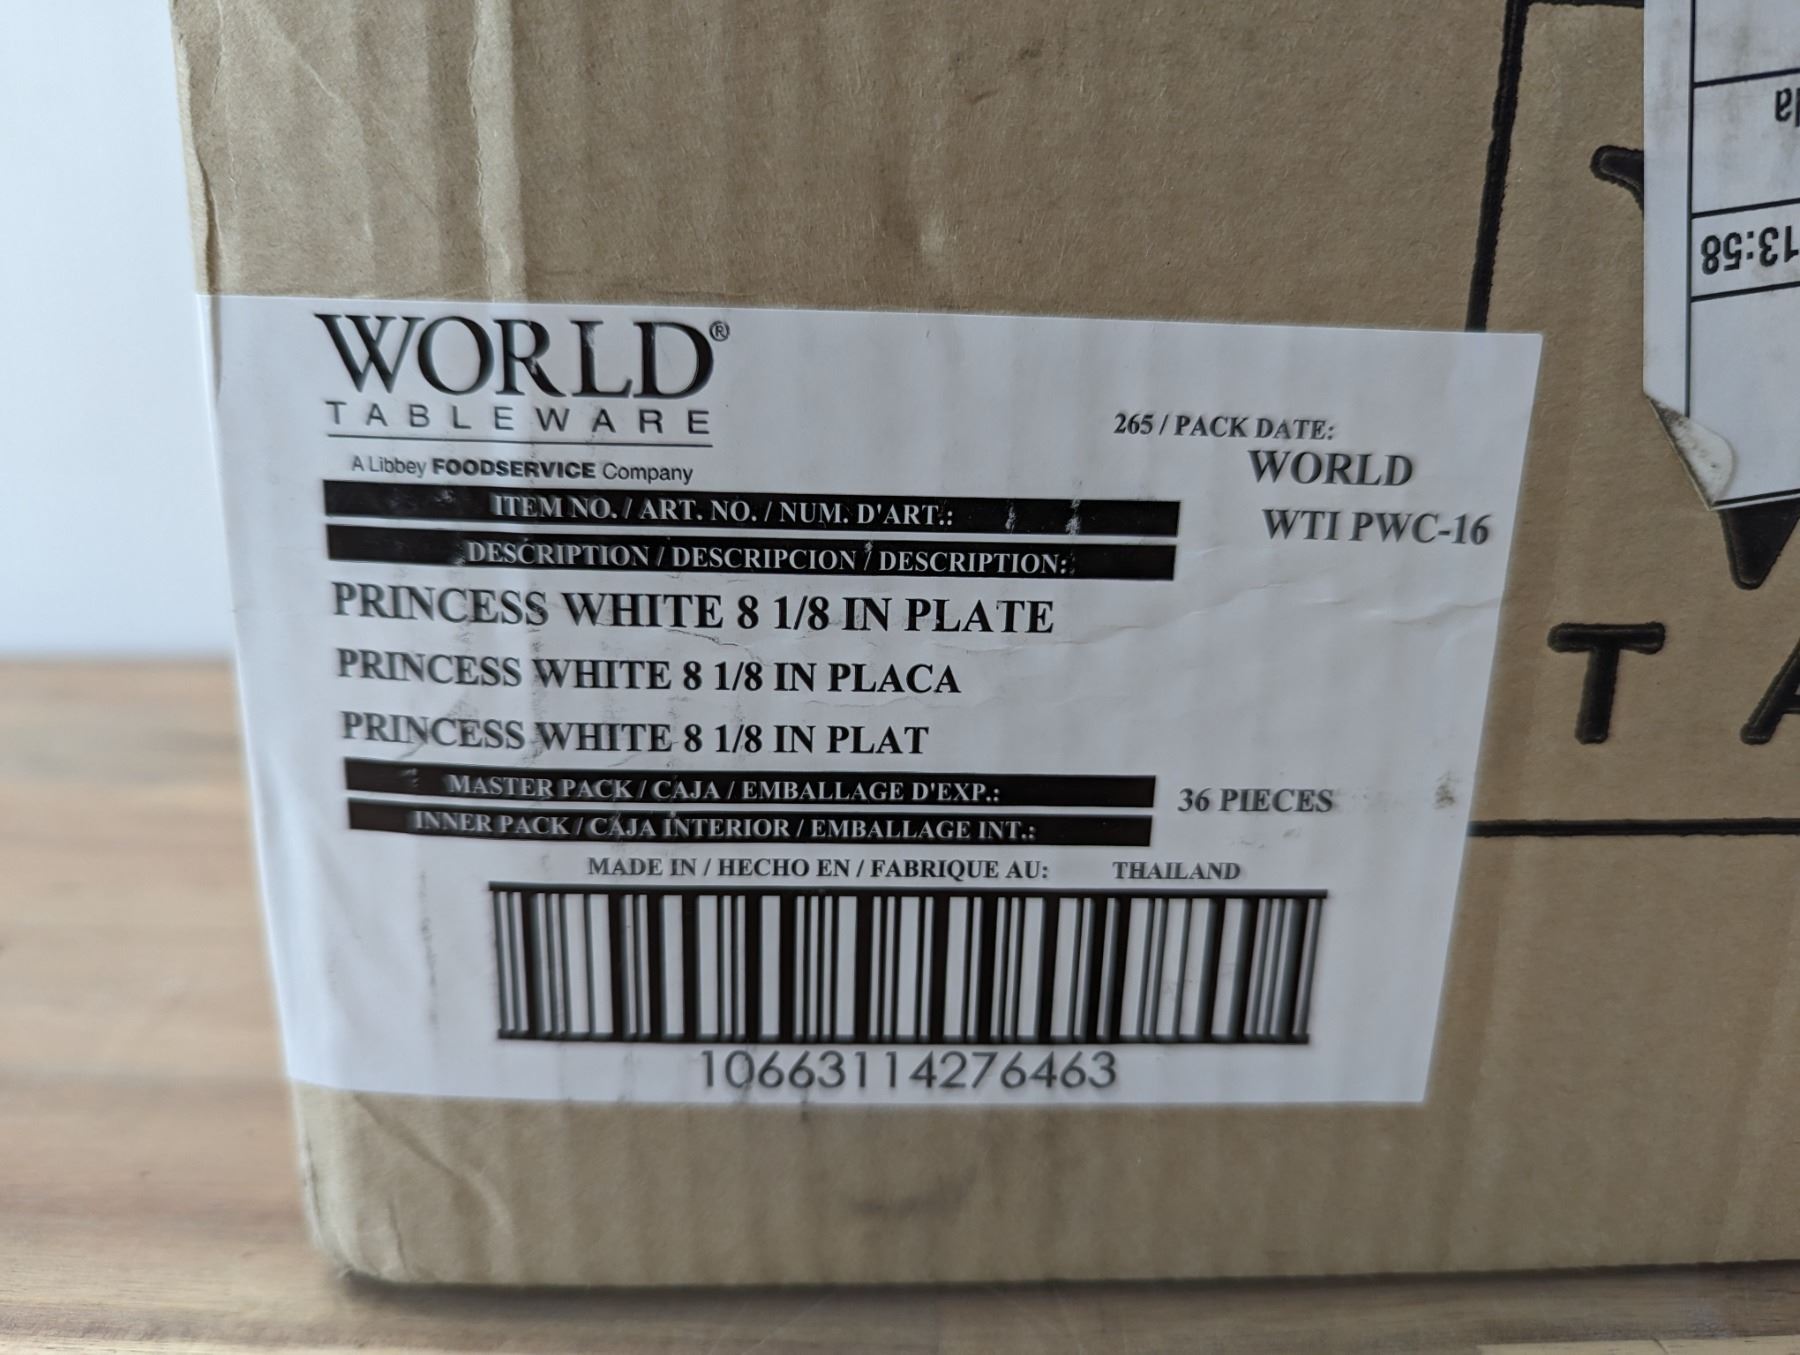 WORLD®
TABLEWARE
A Libbey FOODSERVICE Company
265 / PACK DATE:
WORLD
ITEM NO. / ART. NO. / NUM. D'ART.:
WTI PWC-16
DESCRIPTION / DESCRIPCION / DESCRIPTION:
PRINCESS WHITE 8 1/8 IN PLATE
PRINCESS WHITE 8 1/8 IN PLACA
PRINCESS WHITE 8 1/8 IN PLAT
MASTER PACK / CAJA / EMBALLAGE D'EXP.:
36 PIECES
INNER PACK / CAJA INTERIOR / EMBALLAGE INT.:
MADE IN / HECHO EN / FABRIQUE AU: THAILAND
10663114276463
13:58
TA